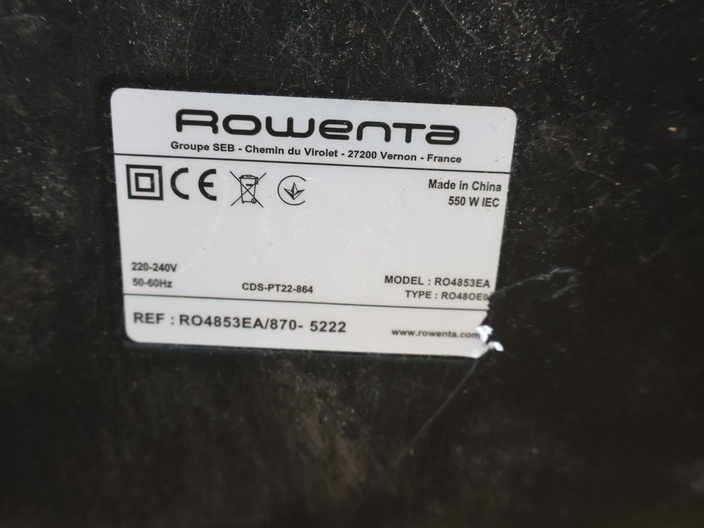 Rowenta
Groupe SEB - Chemin du Virolet - 27200 Vernon - France
CE
Made in China
550 W IEC
220-240V
50-60Hz
CDS-PT22-864
MODEL : RO4853EA
TYPE : RO48OE0
REF : RO4853EA/870- 5222
www.rowenta.com